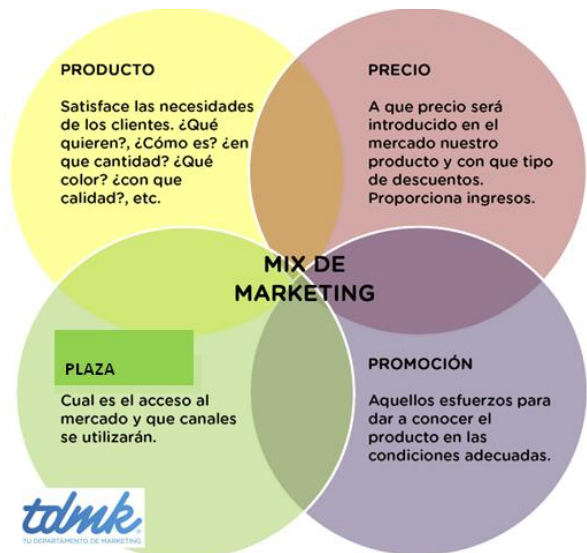 PRODUCTO
Satisface las necesidades
de los clientes. ¿Qué
quieren?, ¿Cómo es? ¿en
que cantidad? ¿Qué
color? ¿con que
calidad?, etc.
PRECIO
A que precio será
introducido en el
mercado nuestro
producto y con que tipo
de descuentos.
Proporciona ingresos.
MIX DE
MARKETING
PLAZA
Cual es el acceso al
mercado y que canales
se utilizarán.
PROMOCIÓN
Aquellos esfuerzos para
dar a conocer el
producto en las
condiciones adecuadas.
tdmk
TU DEPARTAMENTO DE MARKETING